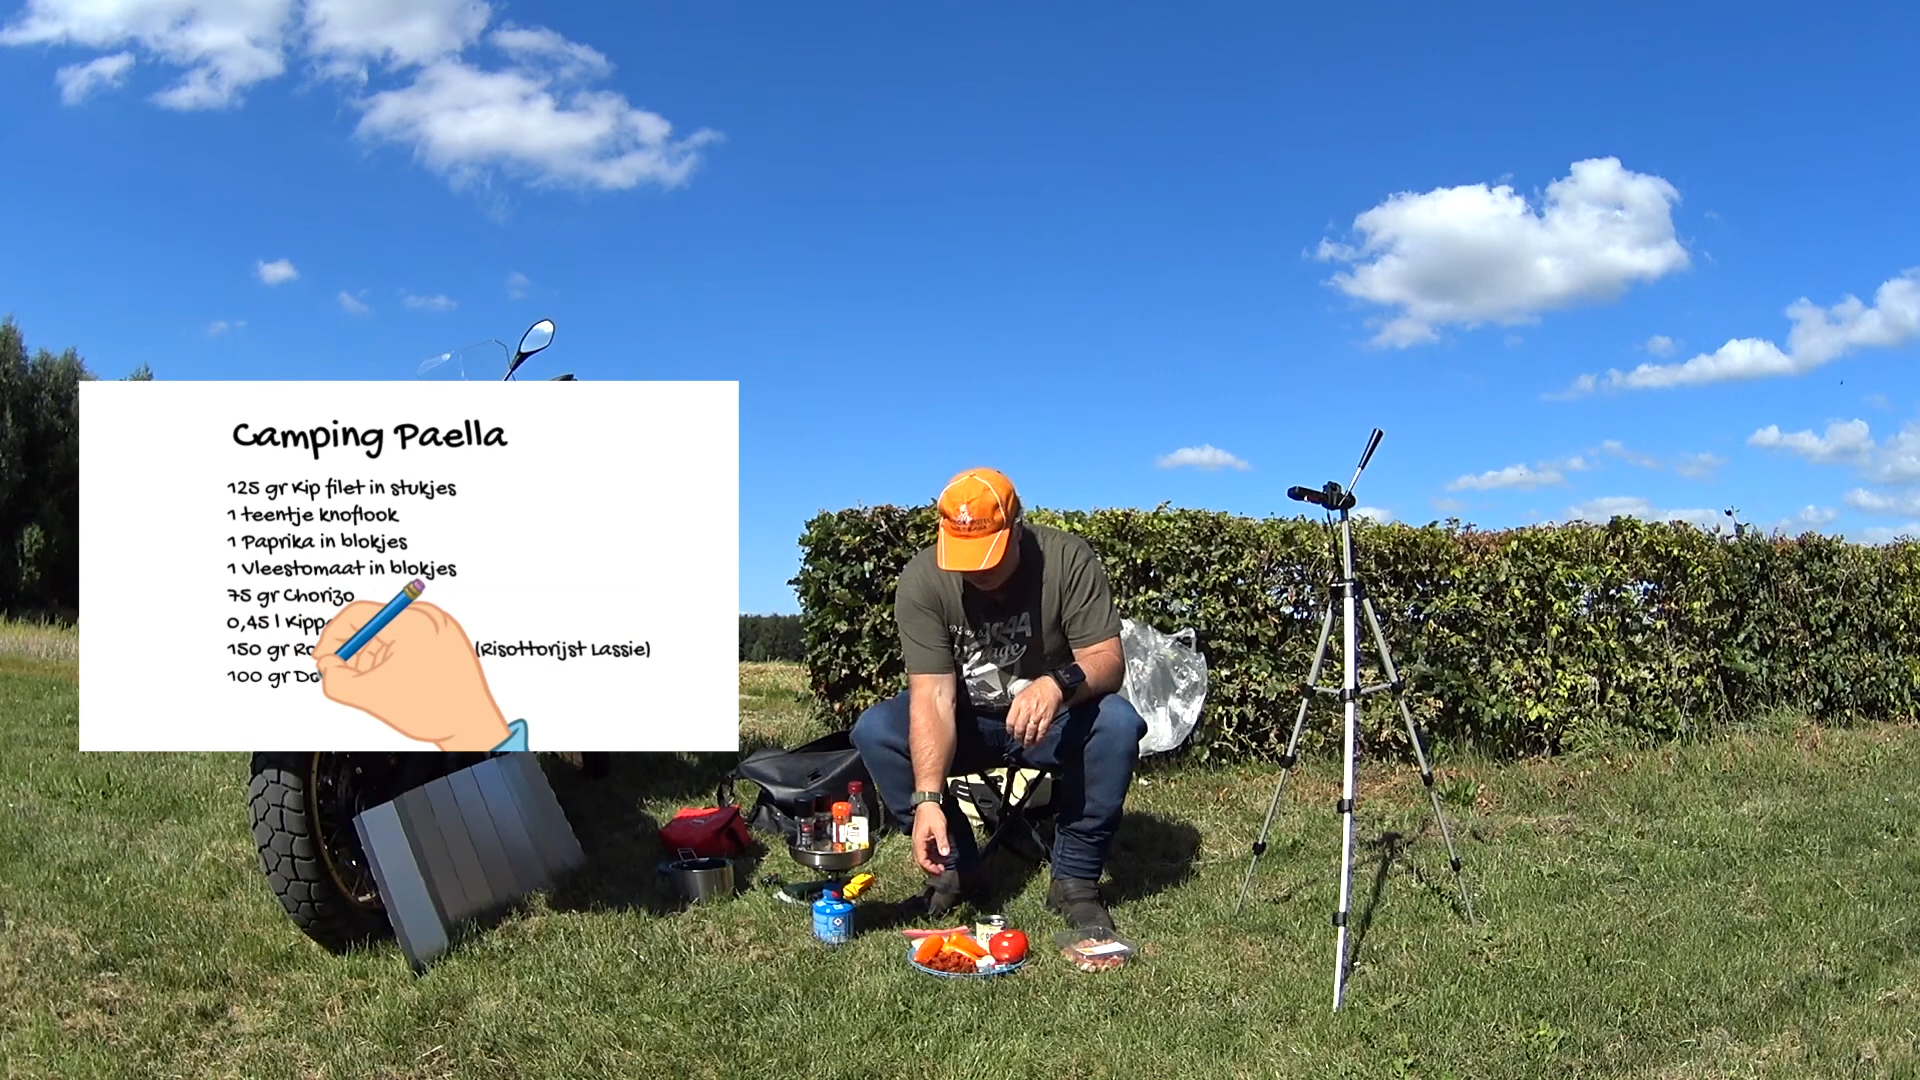 Camping Paella
125 gr Kip filet in stukjes
1 teentje knoflook
1 Paprika in blokjes
1 Vleestomaat in blokjes
75 gr Chorizo
0,45 l
150 gr (Risottorijst Lassie)
100 gr